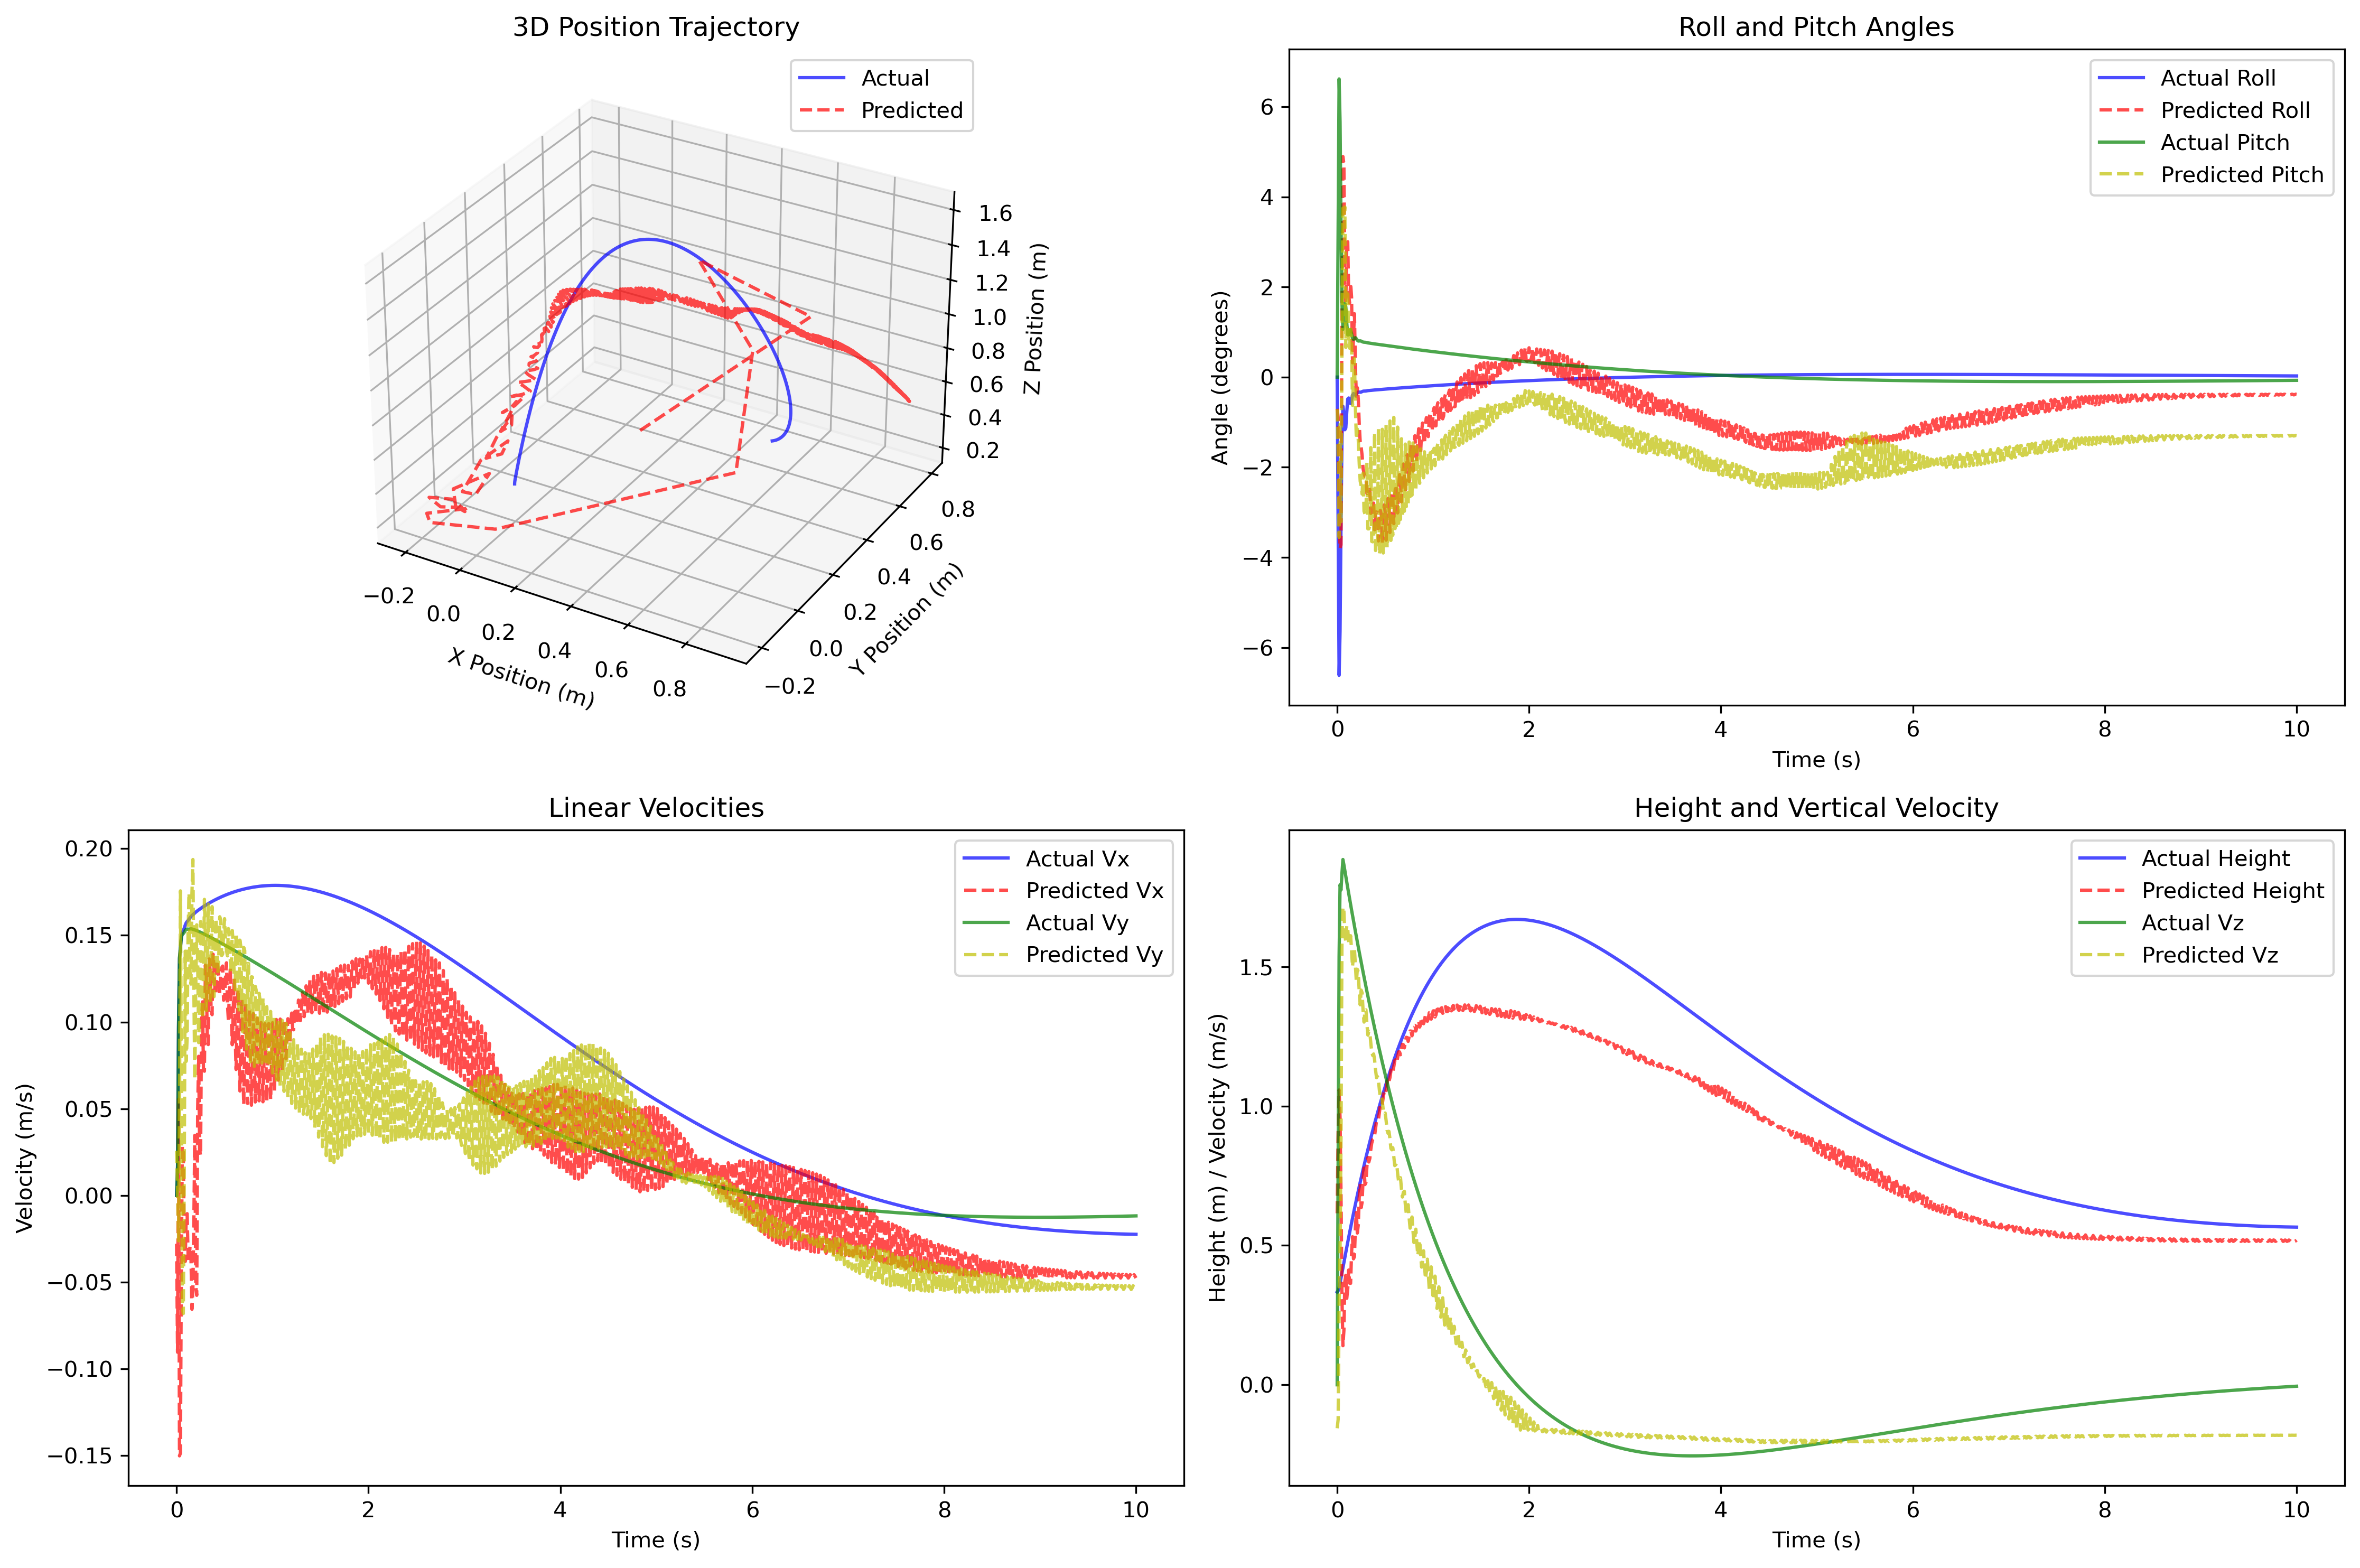 3D Position Trajectory
Actual
Predicted
1.6
1.4
1.2
1.0
0.8
0.6
0.4
0.2
Z Position (m)
−0.2
0.0
0.2
0.4
0.6
0.8
X Position (m)
−0.2
0.0
0.2
0.4
0.6
0.8
Y Position (m)
Roll and Pitch Angles
Actual Roll
Predicted Roll
Actual Pitch
Predicted Pitch
6
4
2
0
−2
−4
−6
Angle (degrees)
0 2 4 6 8 10
Time (s)
Linear Velocities
Actual Vx
Predicted Vx
Actual Vy
Predicted Vy
0.20
0.15
0.10
0.05
0.00
−0.05
−0.10
−0.15
Velocity (m/s)
0 2 4 6 8 10
Time (s)
Height and Vertical Velocity
Actual Height
Predicted Height
Actual Vz
Predicted Vz
1.5
1.0
0.5
0.0
Height (m) / Velocity (m/s)
0 2 4 6 8 10
Time (s)